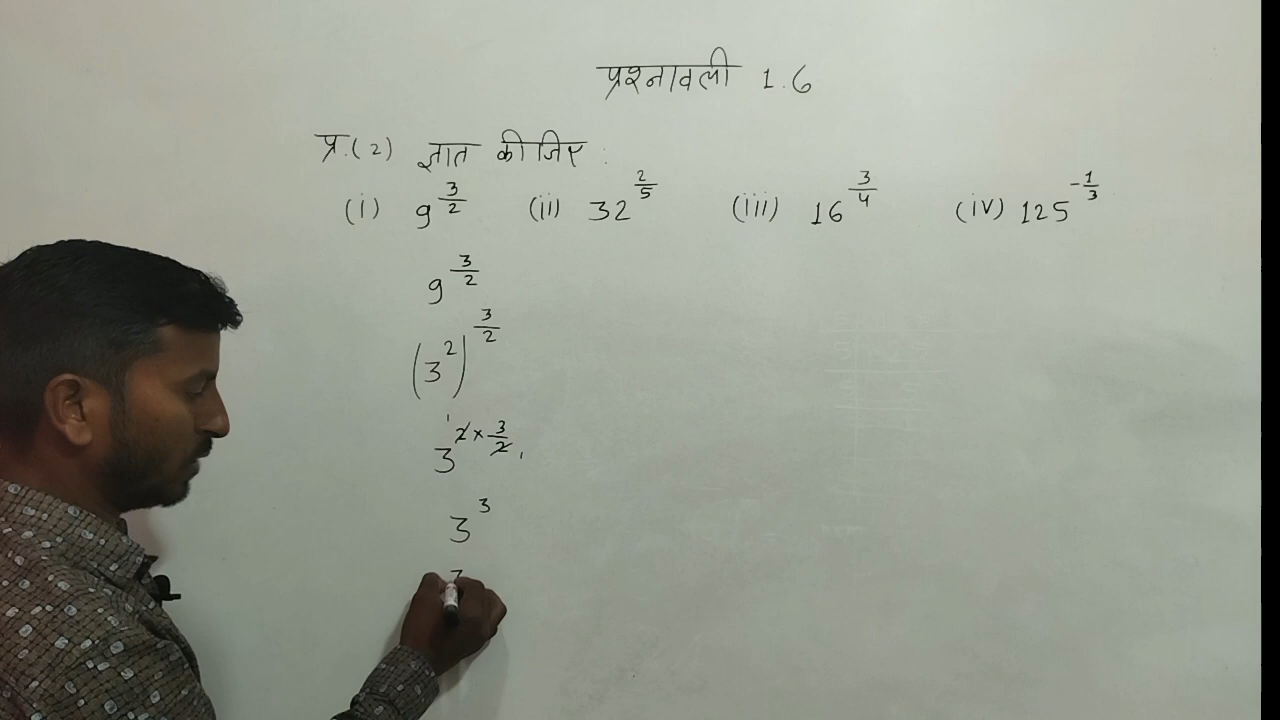 प्रश्नावली 1.6
प्र.(2) ज्ञात कीजिए :
(i) 9^{3/2} (ii) 32^{2/5} (iii) 16^{3/4} (iv) 125^{-1/3}
9^{3/2}
(3^2)^{3/2}
3^{2×3/2}
3^3